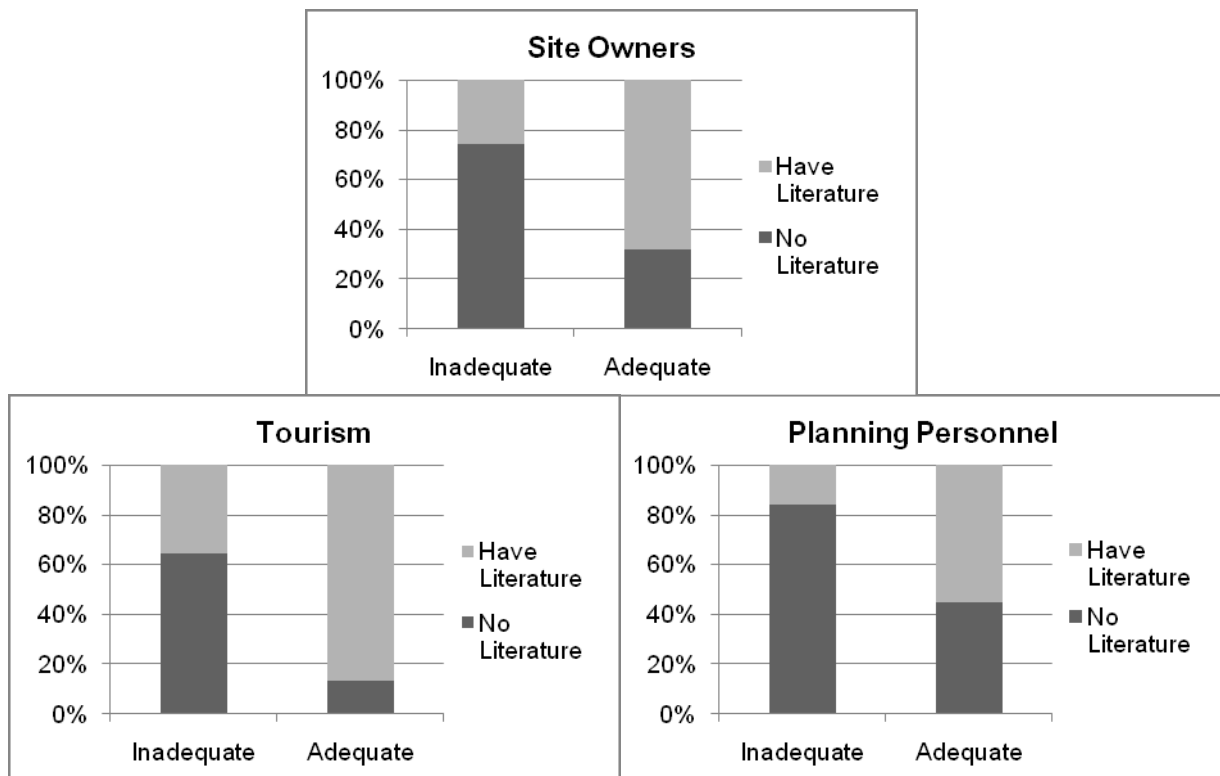 Site Owners
100%
80%
60%
40%
20%
0%
Inadequate
Adequate
Have
Literature
No
Literature
Tourism
100%
80%
60%
40%
20%
0%
Inadequate
Adequate
Have
Literature
No
Literature
Planning Personnel
100%
80%
60%
40%
20%
0%
Inadequate
Adequate
Have
Literature
No
Literature